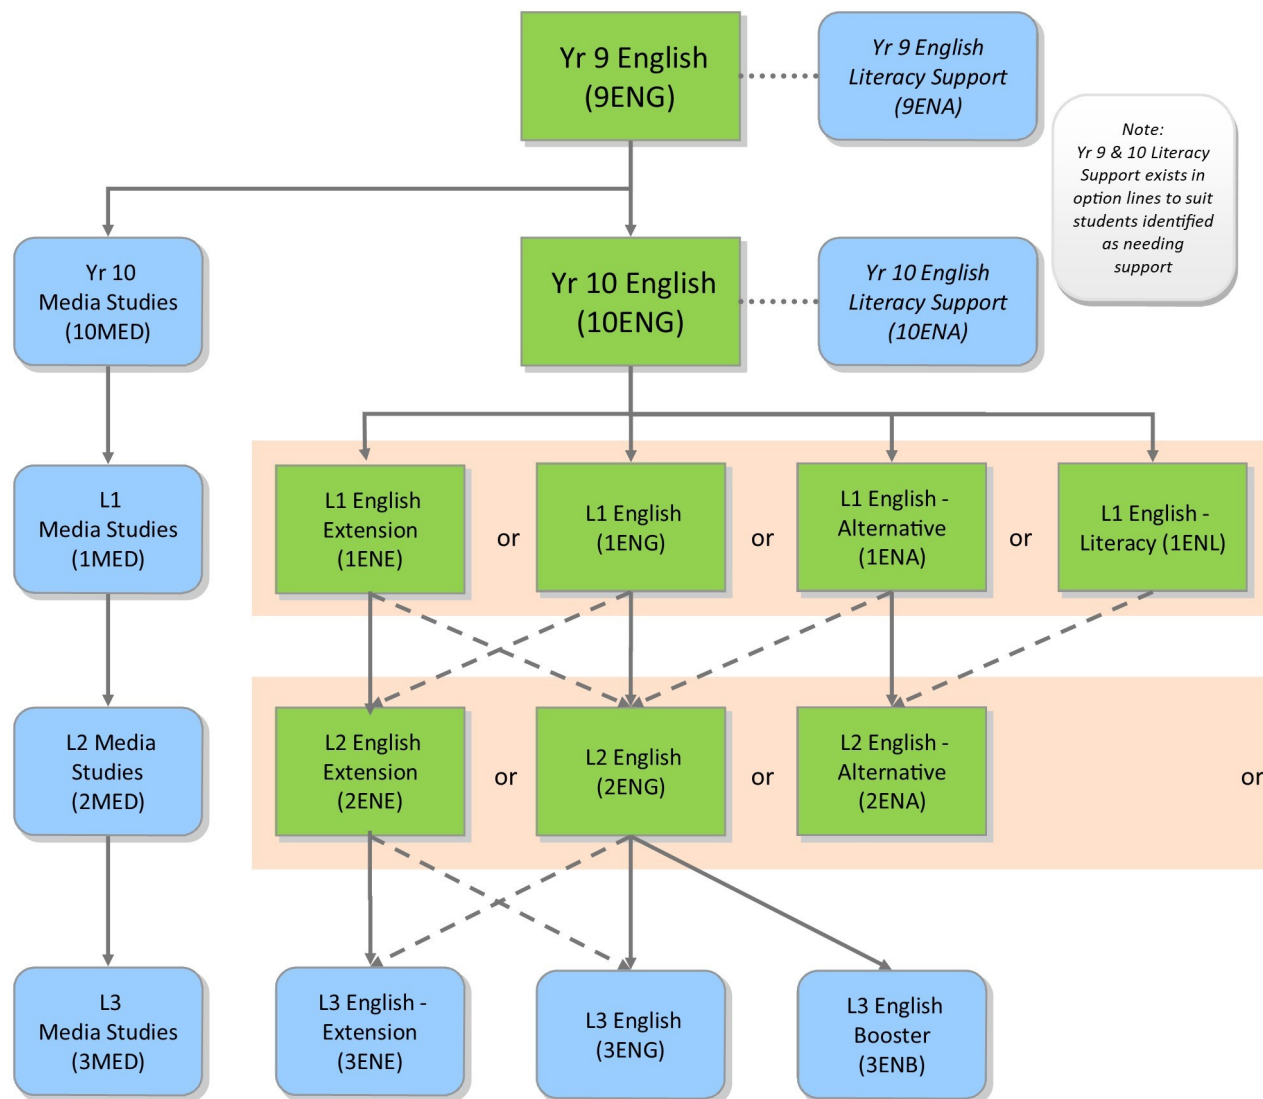 Yr 9 English
(9ENG)
Yr 9 English
Literacy Support
(9ENA)
Note:
Yr 9 & 10 Literacy
Support exists in
option lines to suit
students identified
as needing
support
Yr 10
Media Studies
(10MED)
Yr 10 English
(10ENG)
Yr 10 English
Literacy Support
(10ENA)
L1
Media Studies
(1MED)
L1 English
Extension
(1ENE)
or
L1 English
(1ENG)
or
L1 English -
Alternative
(1ENA)
or
L1 English -
Literacy (1ENL)
L2 Media
Studies
(2MED)
L2 English
Extension
(2ENE)
or
L2 English
(2ENG)
or
L2 English -
Alternative
(2ENA)
or
L3
Media Studies
(3MED)
L3 English -
Extension
(3ENE)
L3 English
(3ENG)
L3 English
Booster
(3ENB)